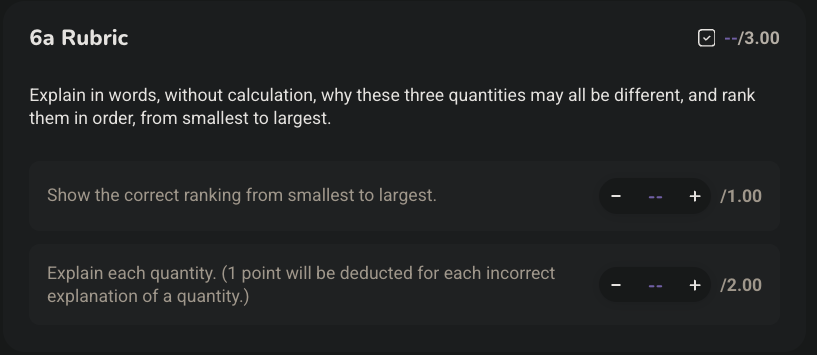 6a Rubric
--/3.00
Explain in words, without calculation, why these three quantities may all be different, and rank
them in order, from smallest to largest.
Show the correct ranking from smallest to largest.
− -- + /1.00
Explain each quantity. (1 point will be deducted for each incorrect
explanation of a quantity.)
− -- + /2.00